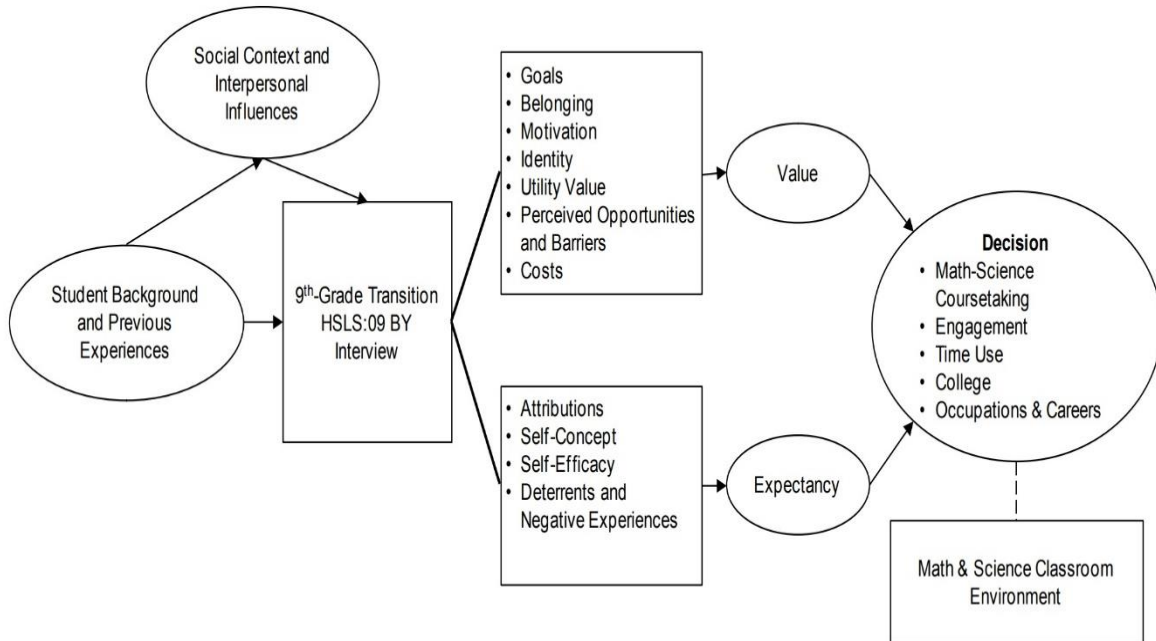 Social Context and
Interpersonal
Influences
Student Background
and Previous
Experiences
9th-Grade Transition
HSLS:09 BY
Interview
• Goals
• Belonging
• Motivation
• Identity
• Utility Value
• Perceived Opportunities
and Barriers
• Costs
• Attributions
• Self-Concept
• Self-Efficacy
• Deterrents and
Negative Experiences
Value
Expectancy
Decision
• Math-Science
Coursetaking
• Engagement
• Time Use
• College
• Occupations & Careers
Math & Science Classroom
Environment